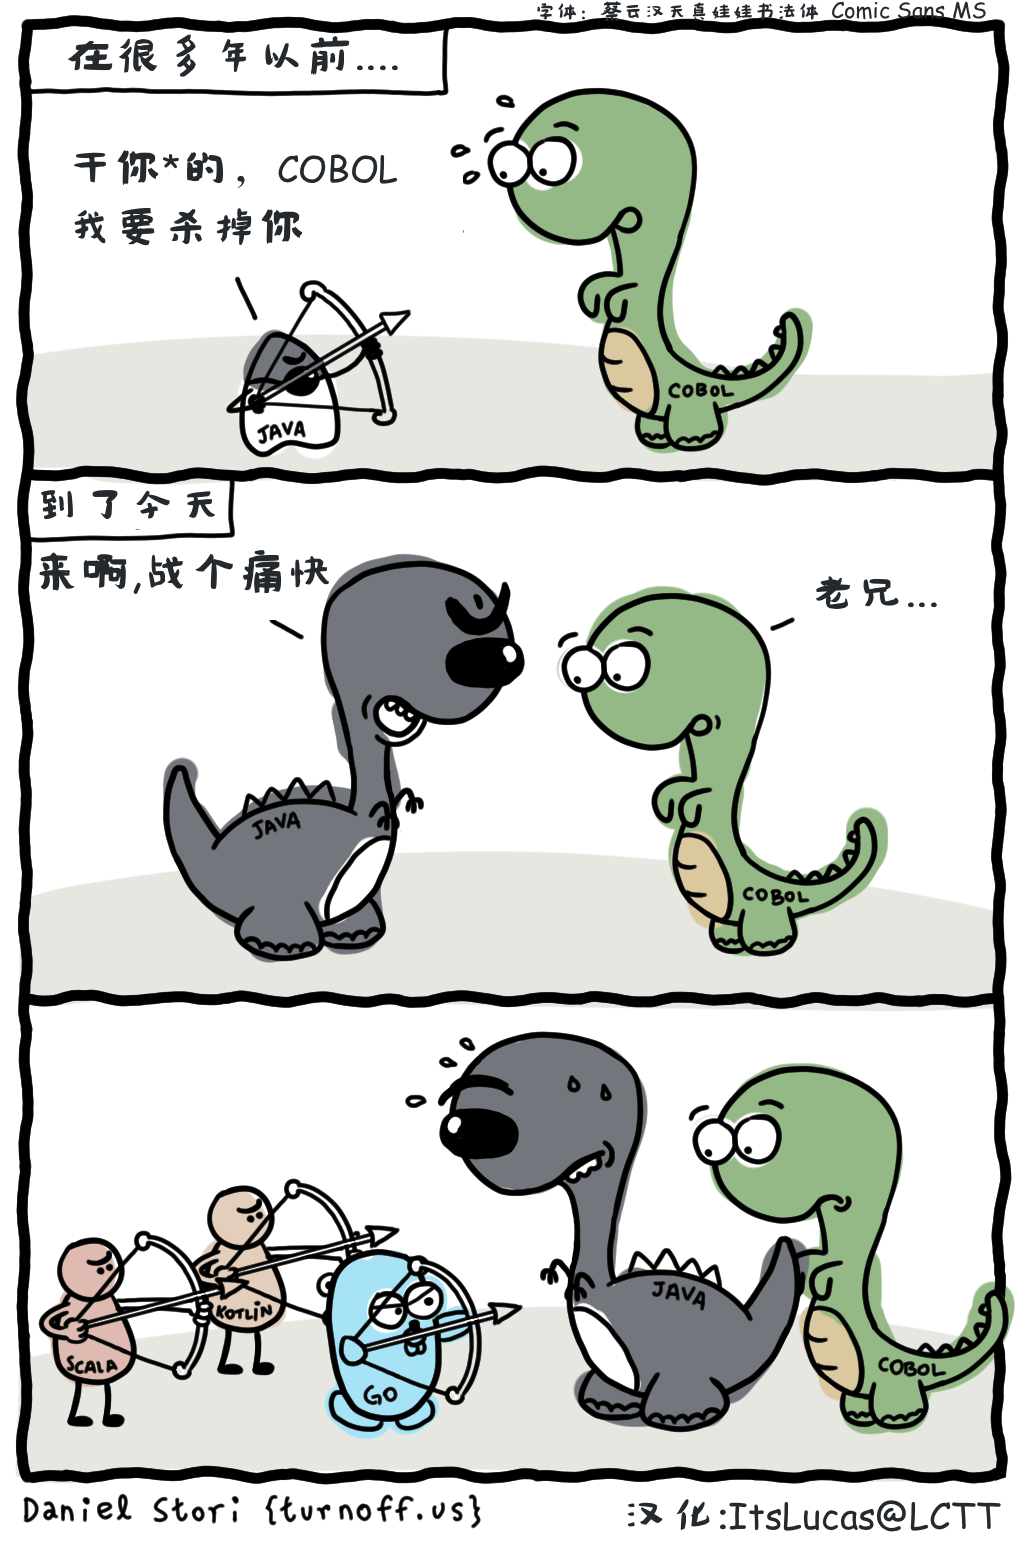 字体：蔡云汉天真娃娃书法体 Comic Sans MS
在很多年以前....
干你*的，COBOL
我要杀掉你
JAVA
COBOL
到了今天
来啊,战个痛快
老兄...
JAVA
COBOL
SCALA
KOTLIN
GO
JAVA
COBOL
Daniel Stori {turnoff.us}
汉化:ItsLucas@LCTT